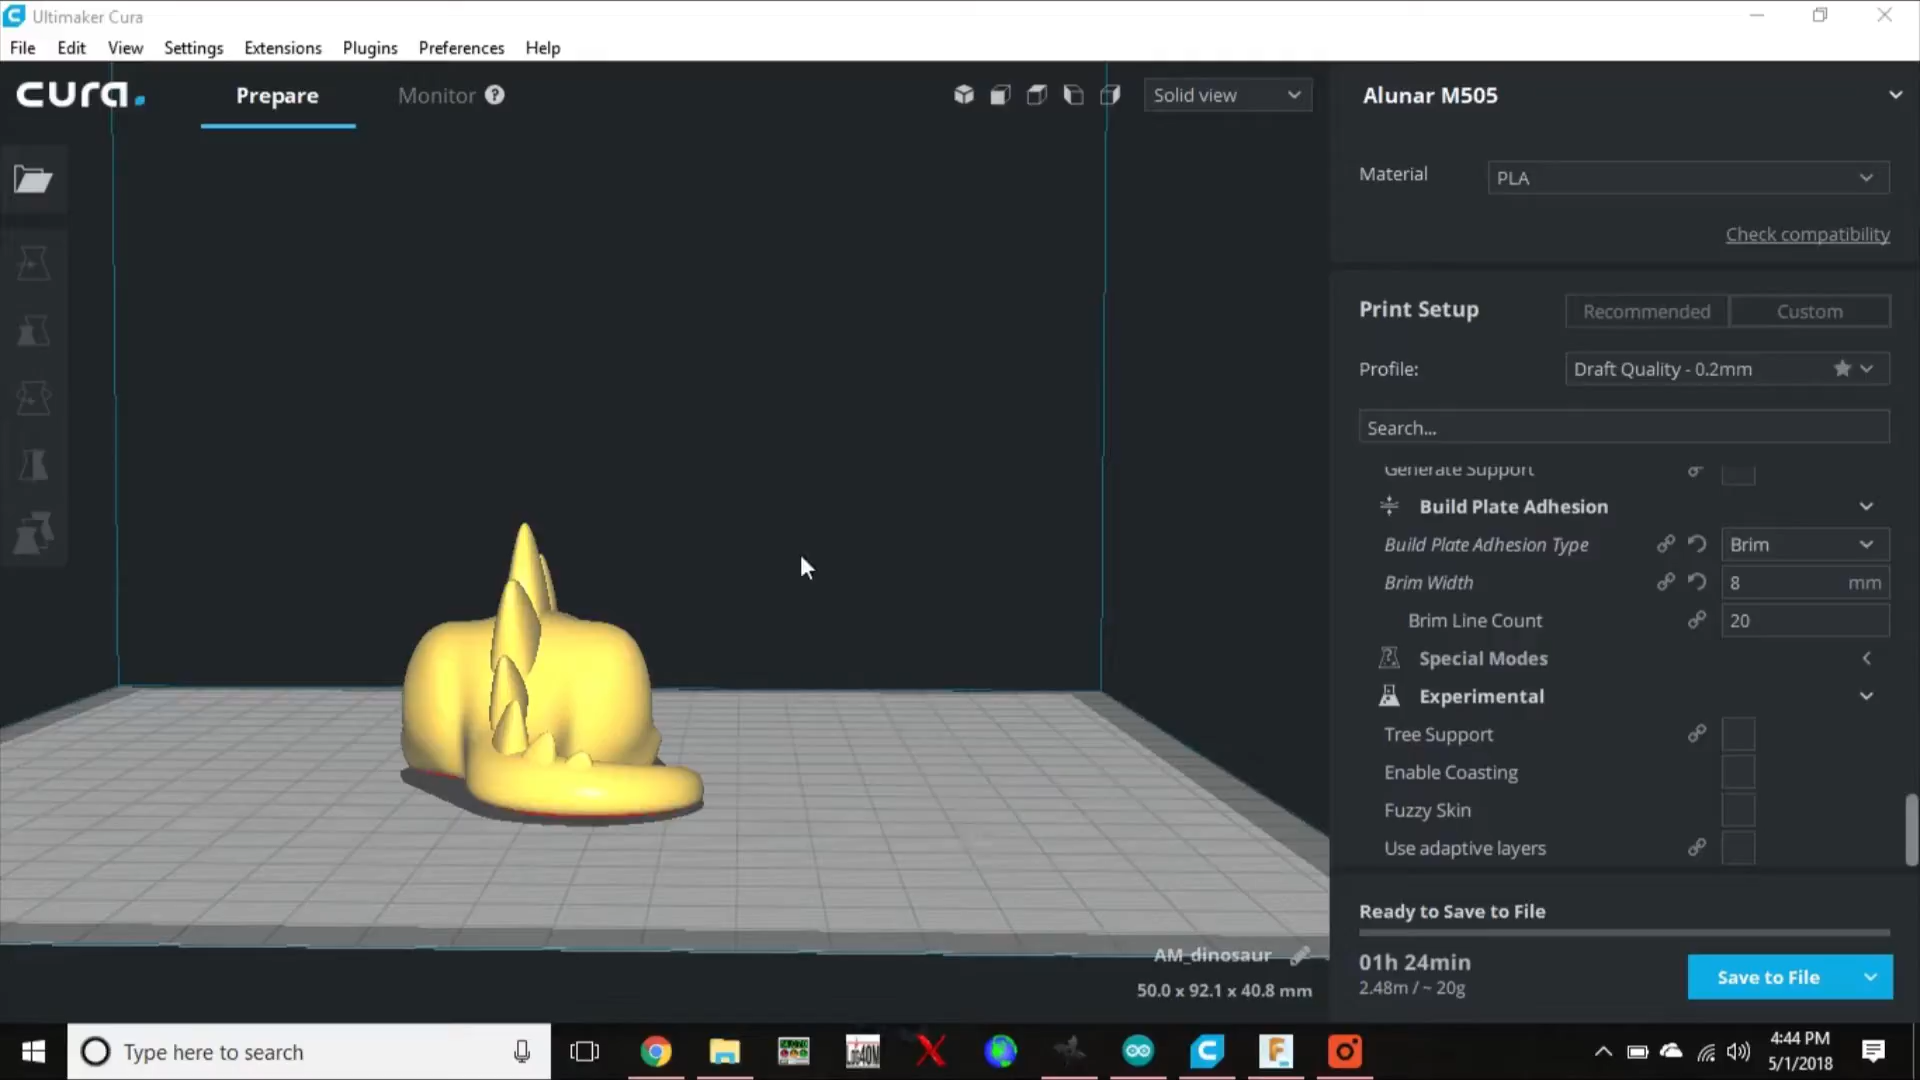 Ultimaker Cura
File Edit View Settings Extensions Plugins Preferences Help
cura.
Prepare Monitor ?
Solid view
Alunar M505
Material PLA
Check compatibility
Print Setup Recommended Custom
Profile: Draft Quality - 0.2mm
Search...
Generate Support
Build Plate Adhesion
Build Plate Adhesion Type Brim
Brim Width 8 mm
Brim Line Count 20
Special Modes
Experimental
Tree Support
Enable Coasting
Fuzzy Skin
Use adaptive layers
Ready to Save to File
AM_dinosaur
50.0 x 92.1 x 40.8 mm
01h 24min
2.48m / ~ 20g
Save to File
Type here to search
4:44 PM
5/1/2018